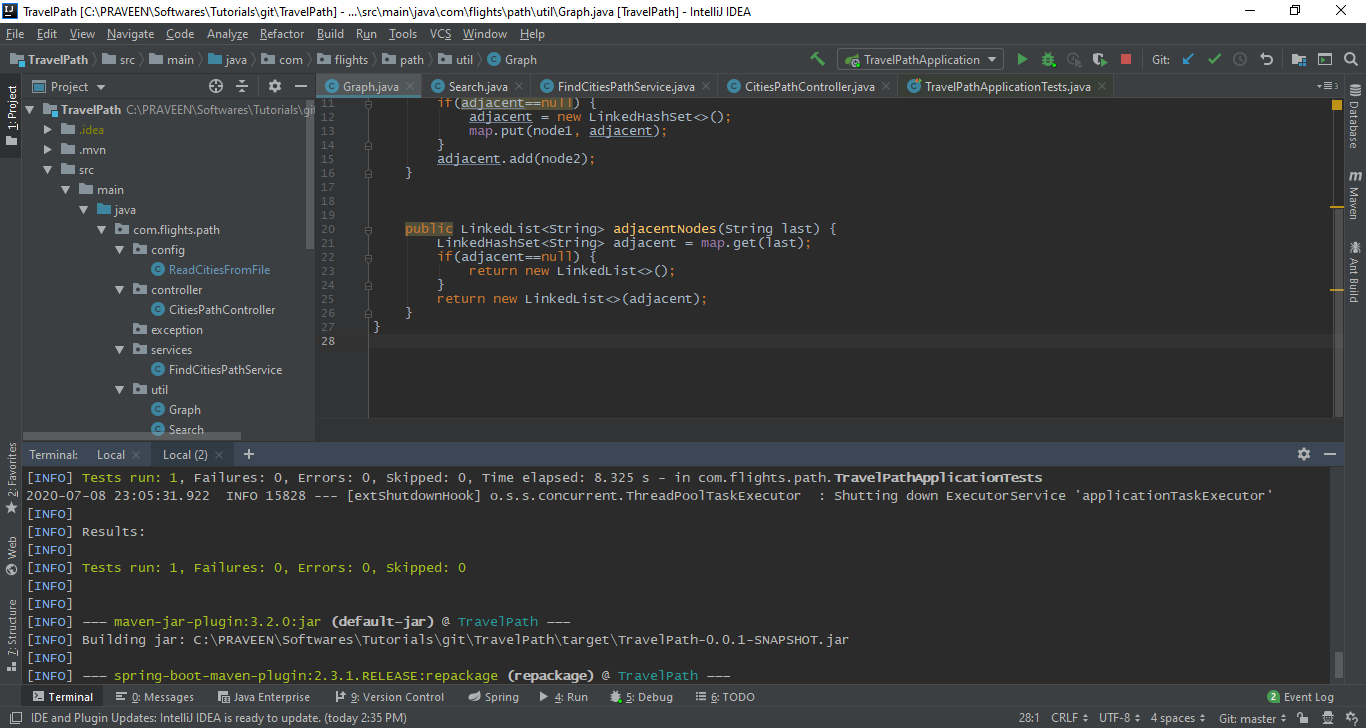 TravelPath [C:\PRAVEEN\Softwares\Tutorials\git\TravelPath] - ...\src\main\java\com\flights\path\util\Graph.java [TravelPath] - IntelliJ IDEA
File Edit View Navigate Code Analyze Refactor Build Run Tools VCS Window Help
TravelPath src main java com flights path util Graph TravelPathApplication Git:
Project
Graph.java Search.java FindCitiesPathService.java CitiesPathController.java TravelPathApplicationTests.java 3
1: Project
TravelPath C:\PRAVEEN\Softwares\Tutorials\git
.idea
.mvn
src
main
java
com.flights.path
config
ReadCitiesFromFile
controller
CitiesPathController
exception
services
FindCitiesPathService
util
Graph
Search
11 if(adjacent==null) {
12 adjacent = new LinkedHashSet<>();
13 map.put(node1, adjacent);
14 }
15 adjacent.add(node2);
16 }
17
18
19
20 public LinkedList<String> adjacentNodes(String last) {
21 LinkedHashSet<String> adjacent = map.get(last);
22 if(adjacent==null) {
23 return new LinkedList<>();
24 }
25 return new LinkedList<>(adjacent);
26 }
27 }
28
Database
m Maven
Ant Build
2: Favorites
Web
7: Structure
Terminal: Local Local (2) +
[INFO] Tests run: 1, Failures: 0, Errors: 0, Skipped: 0, Time elapsed: 8.325 s - in com.flights.path.TravelPathApplicationTests
2020-07-08 23:05:31.922 INFO 15828 --- [extShutdownHook] o.s.s.concurrent.ThreadPoolTaskExecutor : Shutting down ExecutorService 'applicationTaskExecutor'
[INFO]
[INFO] Results:
[INFO]
[INFO] Tests run: 1, Failures: 0, Errors: 0, Skipped: 0
[INFO]
[INFO]
[INFO] --- maven-jar-plugin:3.2.0:jar (default-jar) @ TravelPath ---
[INFO] Building jar: C:\PRAVEEN\Softwares\Tutorials\git\TravelPath\target\TravelPath-0.0.1-SNAPSHOT.jar
[INFO]
[INFO] --- spring-boot-maven-plugin:2.3.1.RELEASE:repackage (repackage) @ TravelPath ---
Terminal 0: Messages Java Enterprise 9: Version Control Spring 4: Run 5: Debug 6: TODO 2 Event Log
IDE and Plugin Updates: IntelliJ IDEA is ready to update. (today 2:35 PM) 28:1 CRLF UTF-8 4 spaces Git: master